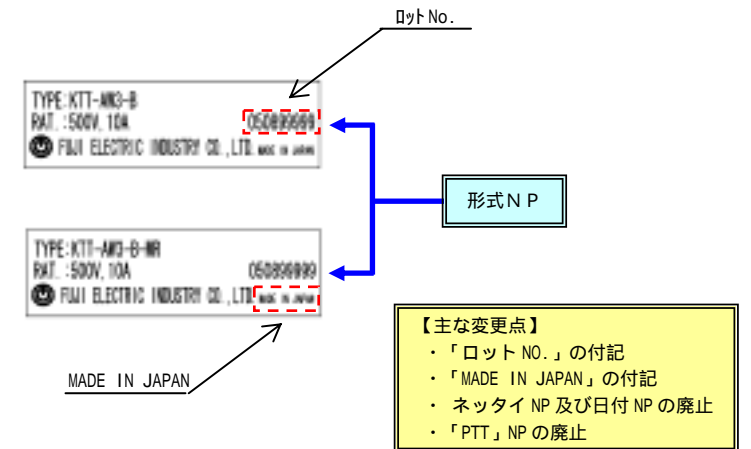 ﾛｯﾄ No.
TYPE:KTT-AW3-B
RAT. :500V, 10A 050899999
FUJI ELECTRIC INDUSTRY CO.,LTD. MADE IN JAPAN
形式ＮＰ
TYPE:KTT-AW3-B-WR
RAT. :500V, 10A 050899999
FUJI ELECTRIC INDUSTRY CO.,LTD. MADE IN JAPAN
MADE IN JAPAN
【主な変更点】
・「ロット NO.」の付記
・「MADE IN JAPAN」の付記
・ ネッタイ NP 及び日付 NP の廃止
・「PTT」NP の廃止